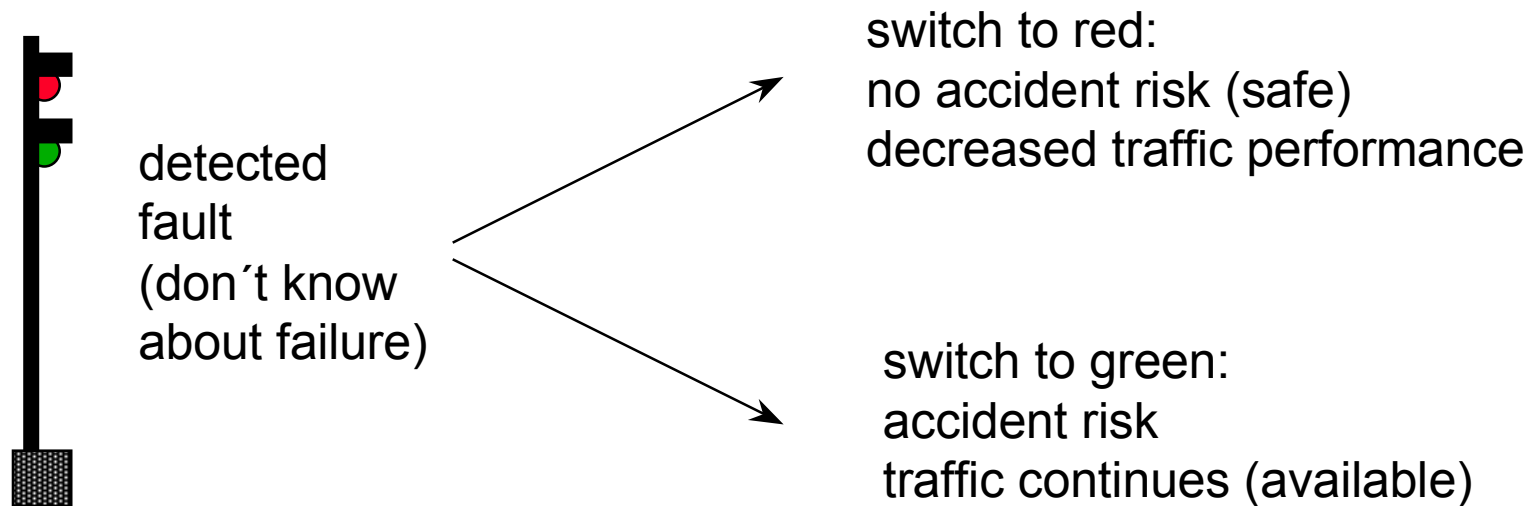 detected
fault
(don´t know
about failure)
switch to red:
no accident risk (safe)
decreased traffic performance
switch to green:
accident risk
traffic continues (available)